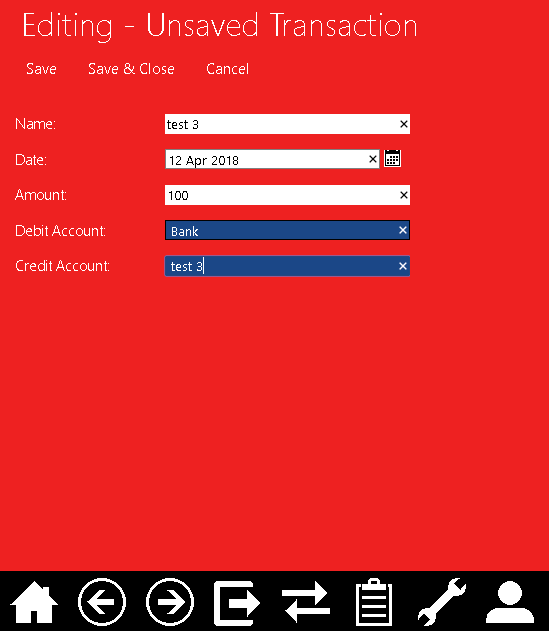 Editing - Unsaved Transaction
Save Save & Close Cancel
Name: test 3
Date: 12 Apr 2018
Amount: 100
Debit Account: Bank
Credit Account: test 3